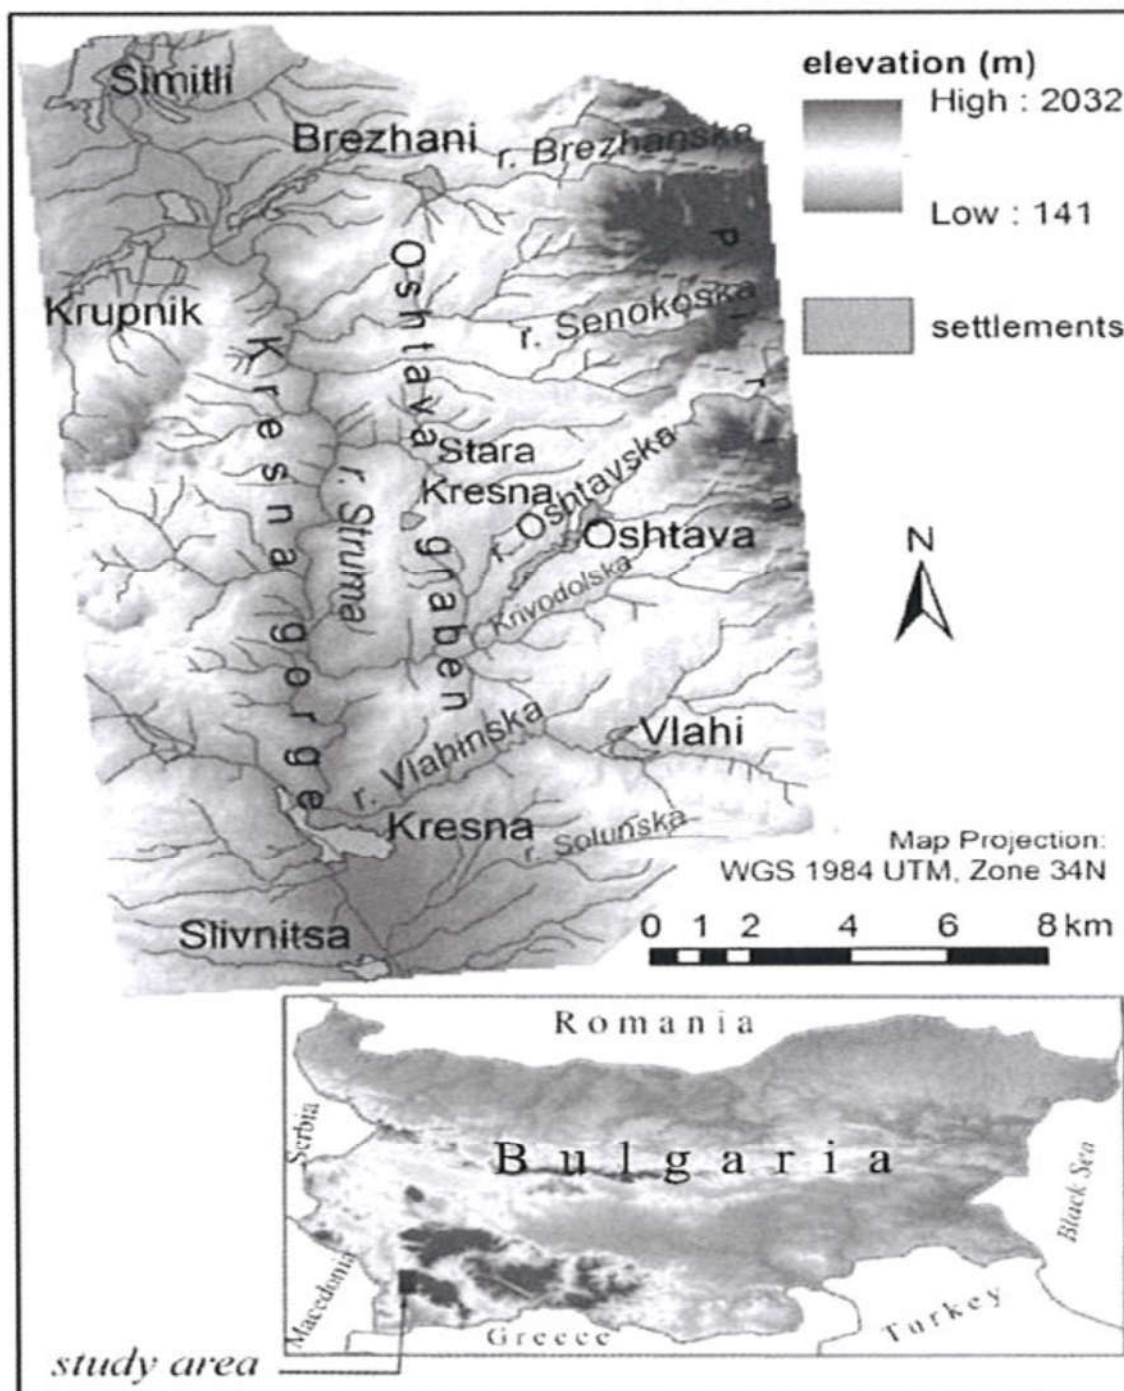 Simitli
elevation (m)
High : 2032
Low : 141
settlements
Brezhani
r. Brezhanska
Pirin
Oshtava graben
Krupnik
r. Senokoska
Kresna gorge
Stara
Kresna
r. Oshtavska
r. Struma
Oshtava
Krivodolska
N
Vlahi
r. Vlahinska
Kresna
r. Solunska
Map Projection:
WGS 1984 UTM, Zone 34N
Slivnitsa
0 1 2 4 6 8 km
Romania
Serbia
Bulgaria
Black Sea
Macedonia
Turkey
Greece
study area